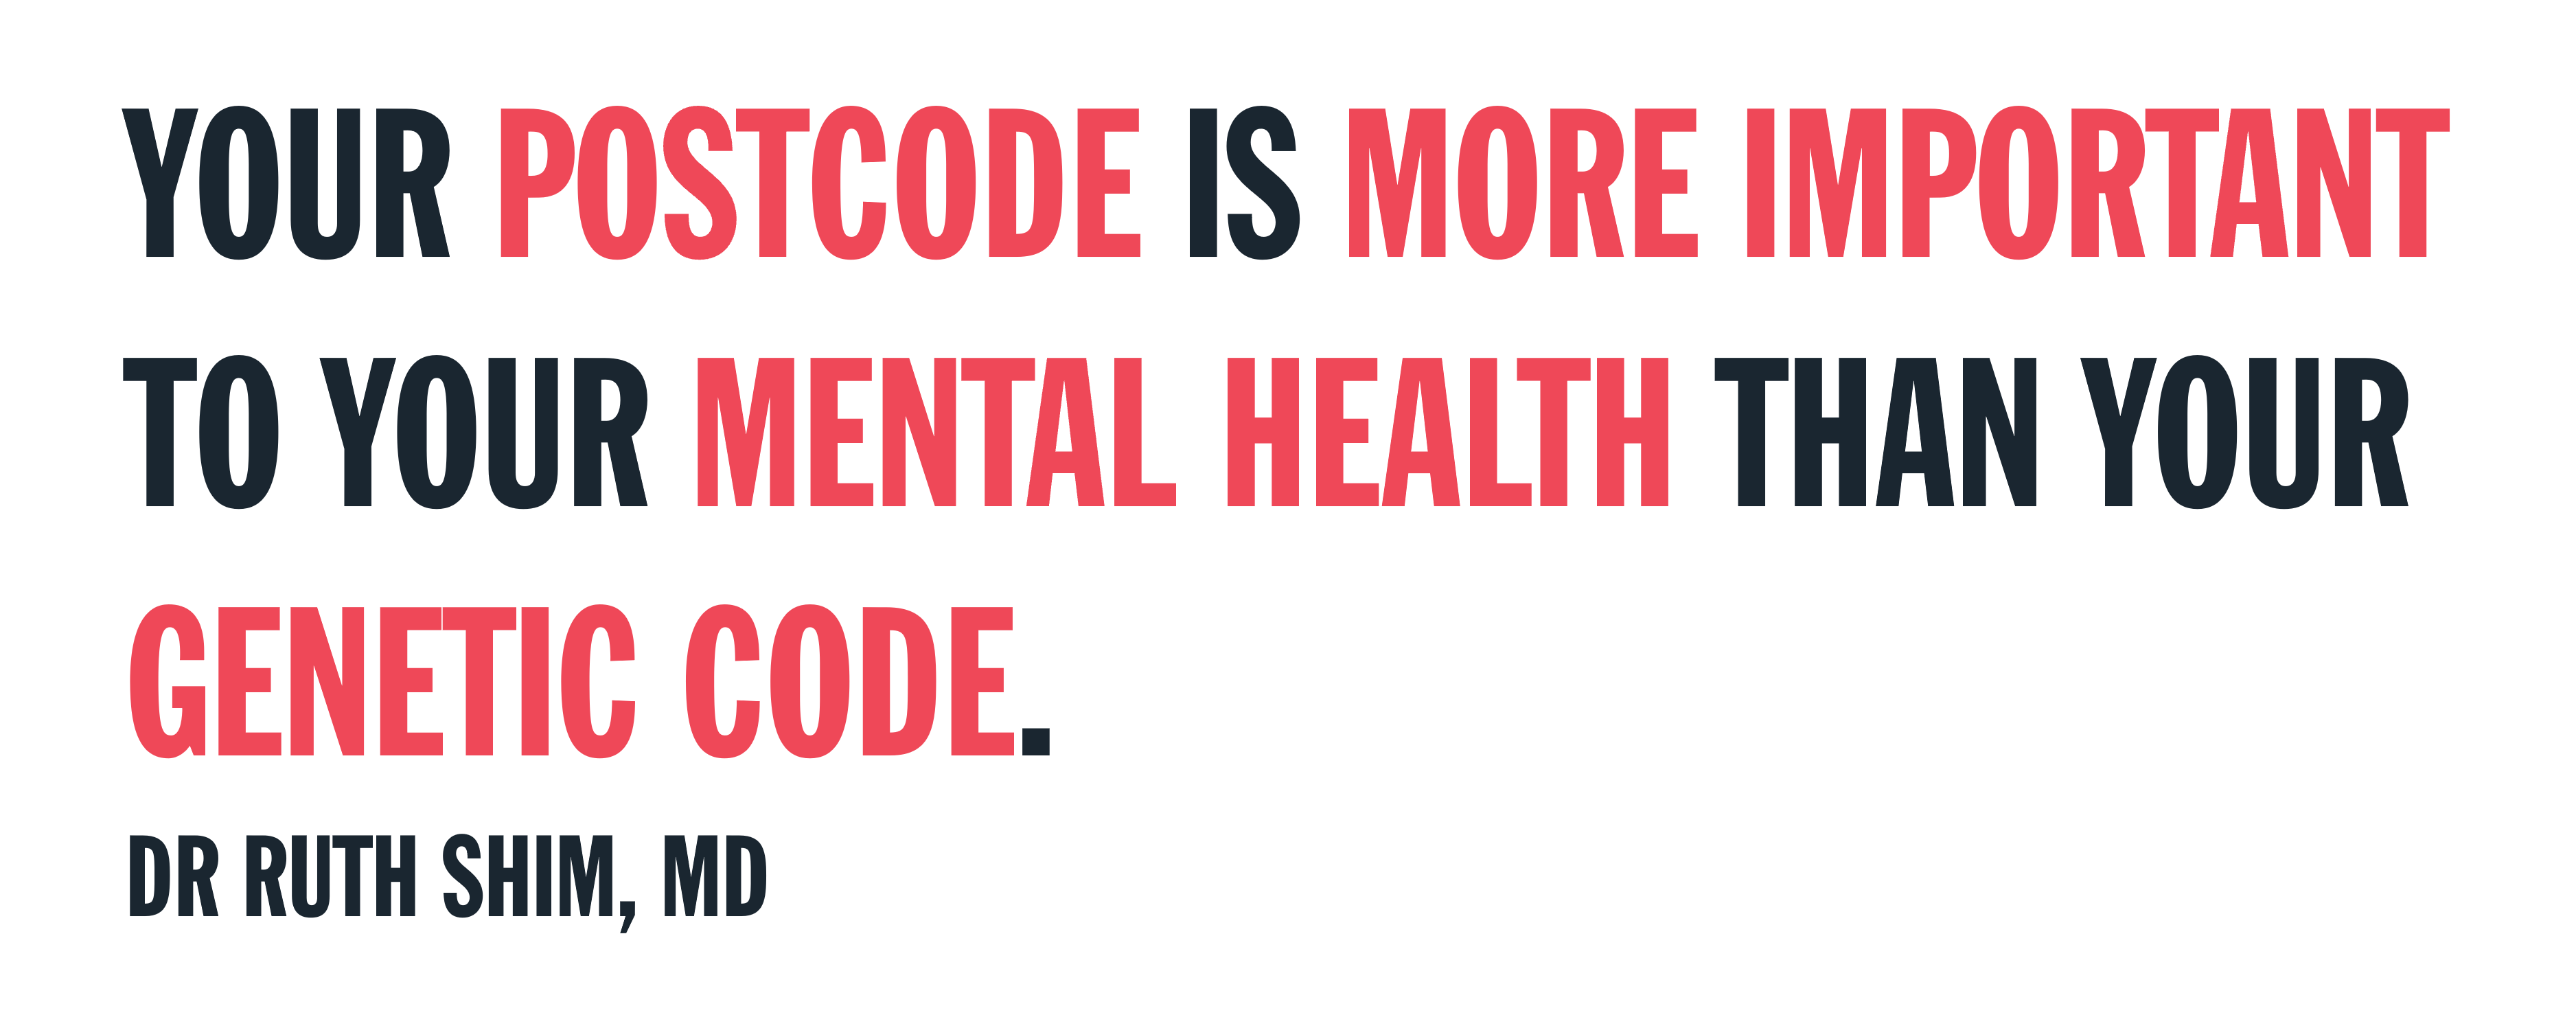 YOUR POSTCODE IS MORE IMPORTANT
TO YOUR MENTAL HEALTH THAN YOUR
GENETIC CODE.
DR RUTH SHIM, MD